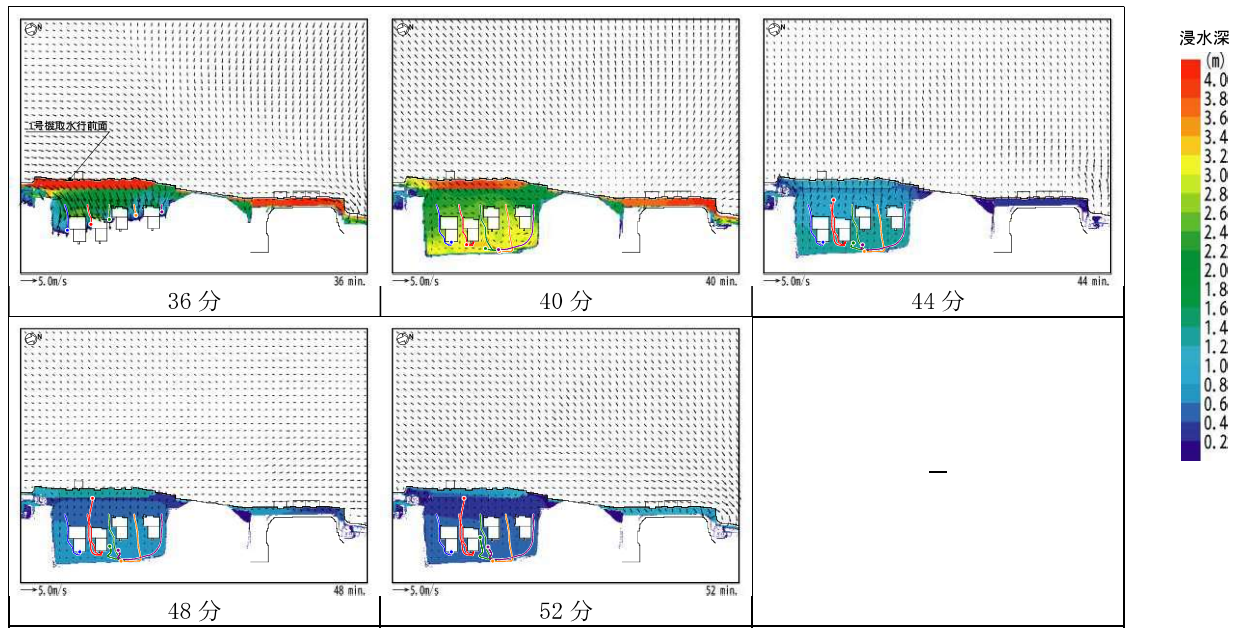 N
1号機取水行前面
→5.0m/s 36 min.
36 分
N
→5.0m/s 40 min.
40 分
N
→5.0m/s 44 min.
44 分
N
→5.0m/s 48 min.
48 分
N
→5.0m/s 52 min.
52 分
—
浸水深
(m)
4.0
3.8
3.6
3.4
3.2
3.0
2.8
2.6
2.4
2.2
2.0
1.8
1.6
1.4
1.2
1.0
0.8
0.6
0.4
0.2